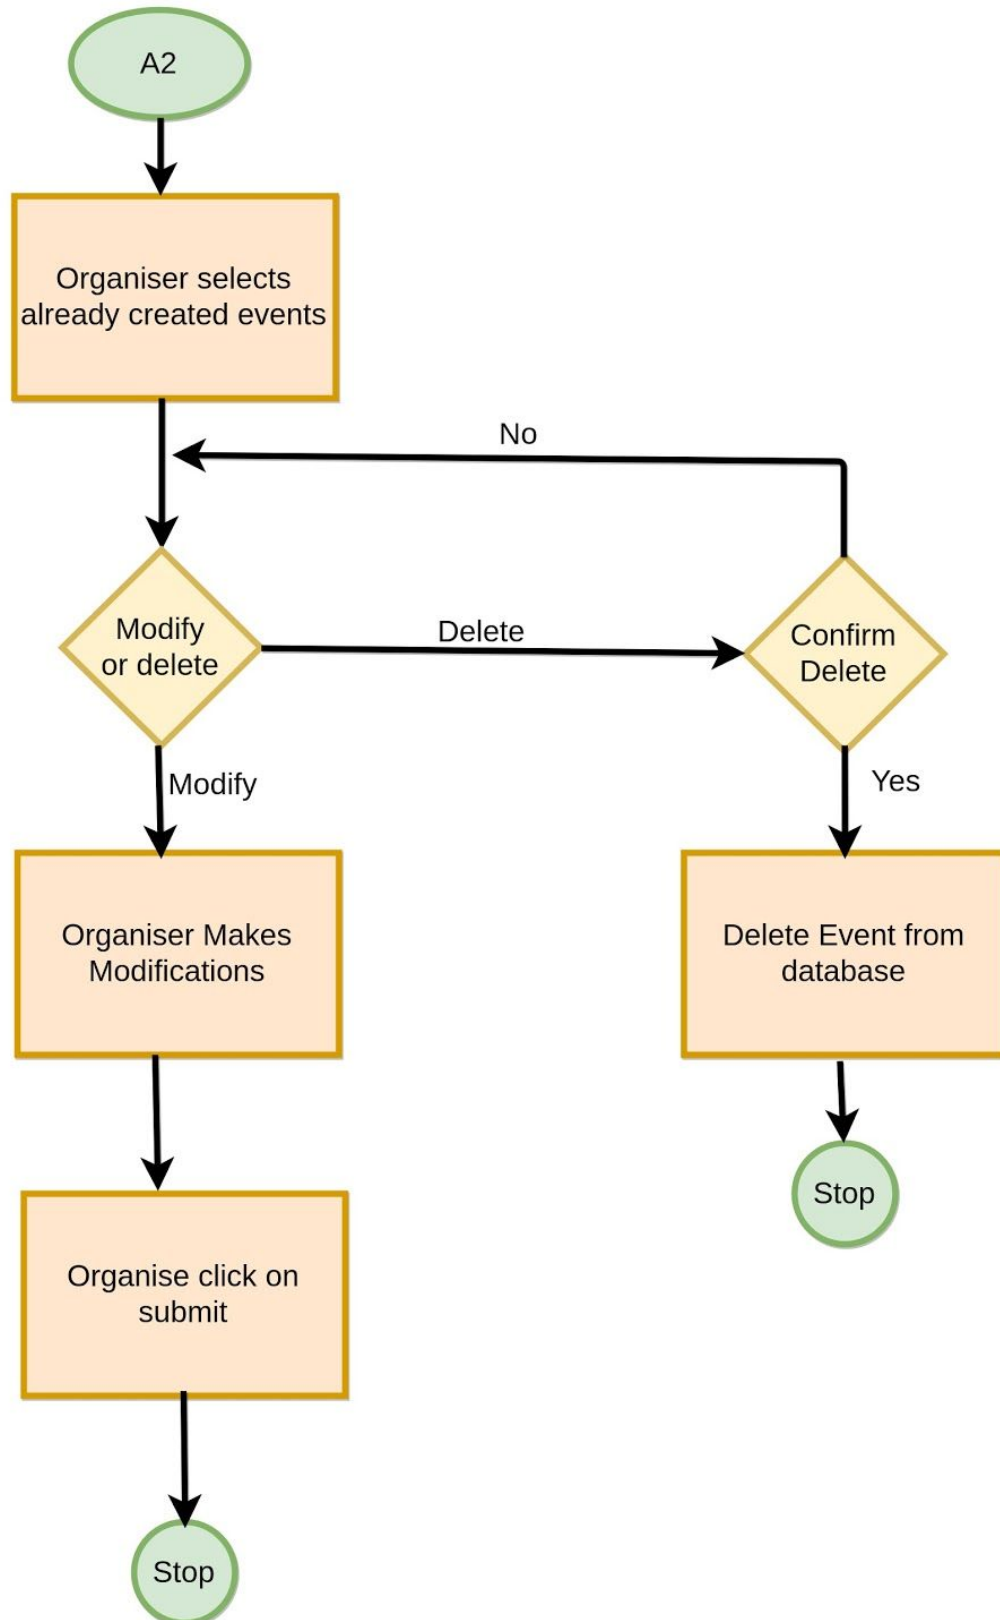 A2
Organiser selects
already created events
No
Modify
or delete
Delete
Confirm
Delete
Modify
Yes
Organiser Makes
Modifications
Delete Event from
database
Stop
Organise click on
submit
Stop